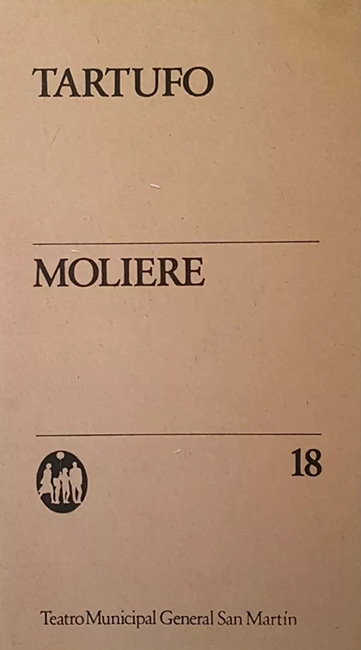 TARTUFO
MOLIERE
18
Teatro Municipal General San Martín